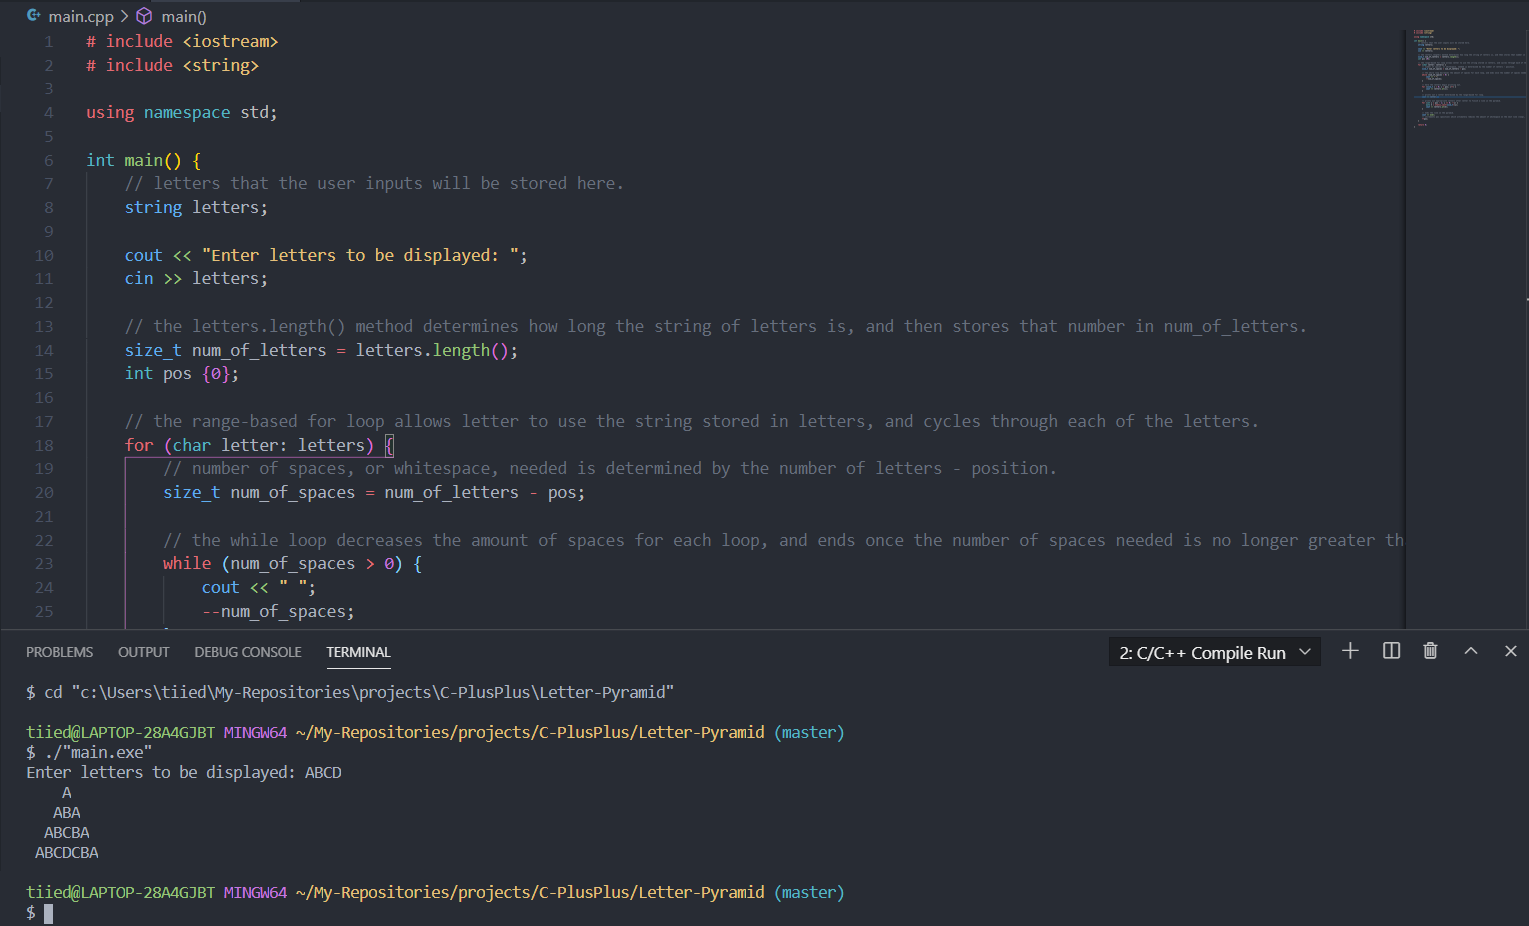 main.cpp > main()
1 # include <iostream>
2 # include <string>
3
4 using namespace std;
5
6 int main() {
7 // letters that the user inputs will be stored here.
8 string letters;
9
10 cout << "Enter letters to be displayed: ";
11 cin >> letters;
12
13 // the letters.length() method determines how long the string of letters is, and then stores that number in num_of_letters.
14 size_t num_of_letters = letters.length();
15 int pos {0};
16
17 // the range-based for loop allows letter to use the string stored in letters, and cycles through each of the letters.
18 for (char letter: letters) {
19 // number of spaces, or whitespace, needed is determined by the number of letters - position.
20 size_t num_of_spaces = num_of_letters - pos;
21
22 // the while loop decreases the amount of spaces for each loop, and ends once the number of spaces needed is no longer greater th
23 while (num_of_spaces > 0) {
24 cout << " ";
25 --num_of_spaces;
PROBLEMS OUTPUT DEBUG CONSOLE TERMINAL 2: C/C++ Compile Run
$ cd "c:\Users\tiied\My-Repositories\projects\C-PlusPlus\Letter-Pyramid"
tiied@LAPTOP-28A4GJBT MINGW64 ~/My-Repositories/projects/C-PlusPlus/Letter-Pyramid (master)
$ ./"main.exe"
Enter letters to be displayed: ABCD
A
ABA
ABCBA
ABCDCBA
tiied@LAPTOP-28A4GJBT MINGW64 ~/My-Repositories/projects/C-PlusPlus/Letter-Pyramid (master)
$